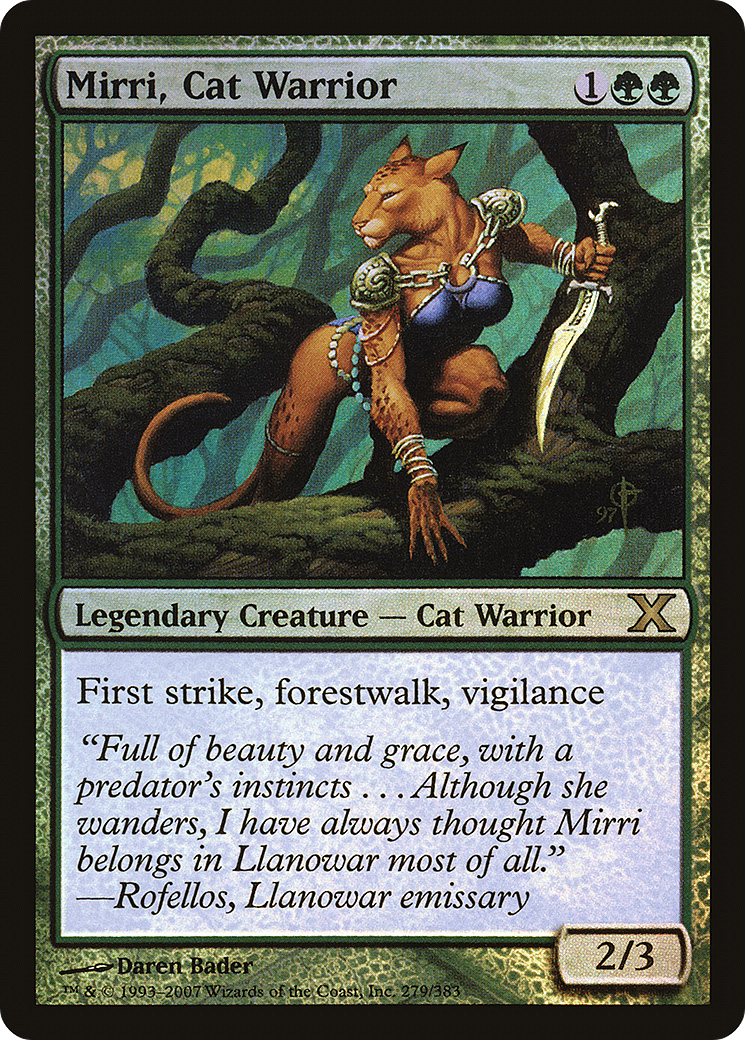 Mirri, Cat Warrior 1
97
Legendary Creature — Cat Warrior X
First strike, forestwalk, vigilance
“Full of beauty and grace, with a
predator’s instincts . . . Although she
wanders, I have always thought Mirri
belongs in Llanowar most of all.”
—Rofellos, Llanowar emissary
2/3
Daren Bader
™ & © 1993–2007 Wizards of the Coast, Inc. 279/383